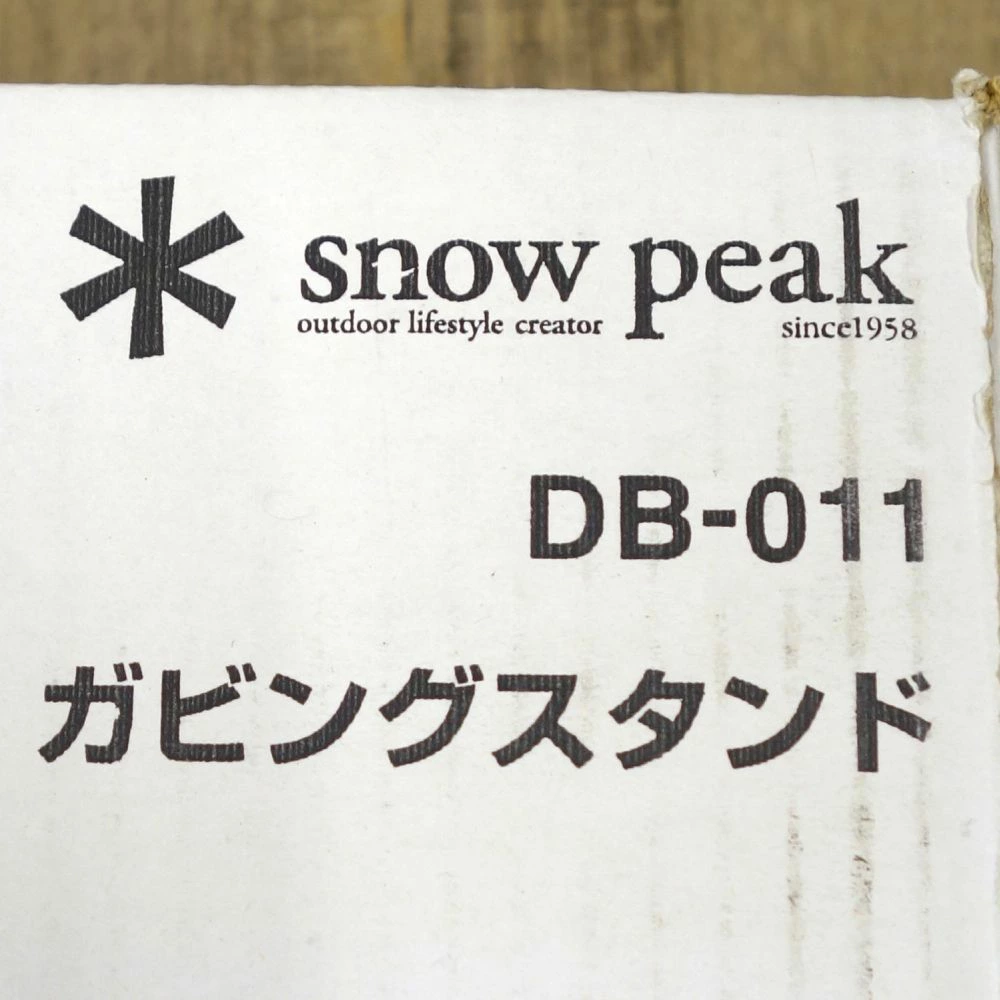 snow peak
outdoor lifestyle creator since1958
DB-011
ガビングスタンド